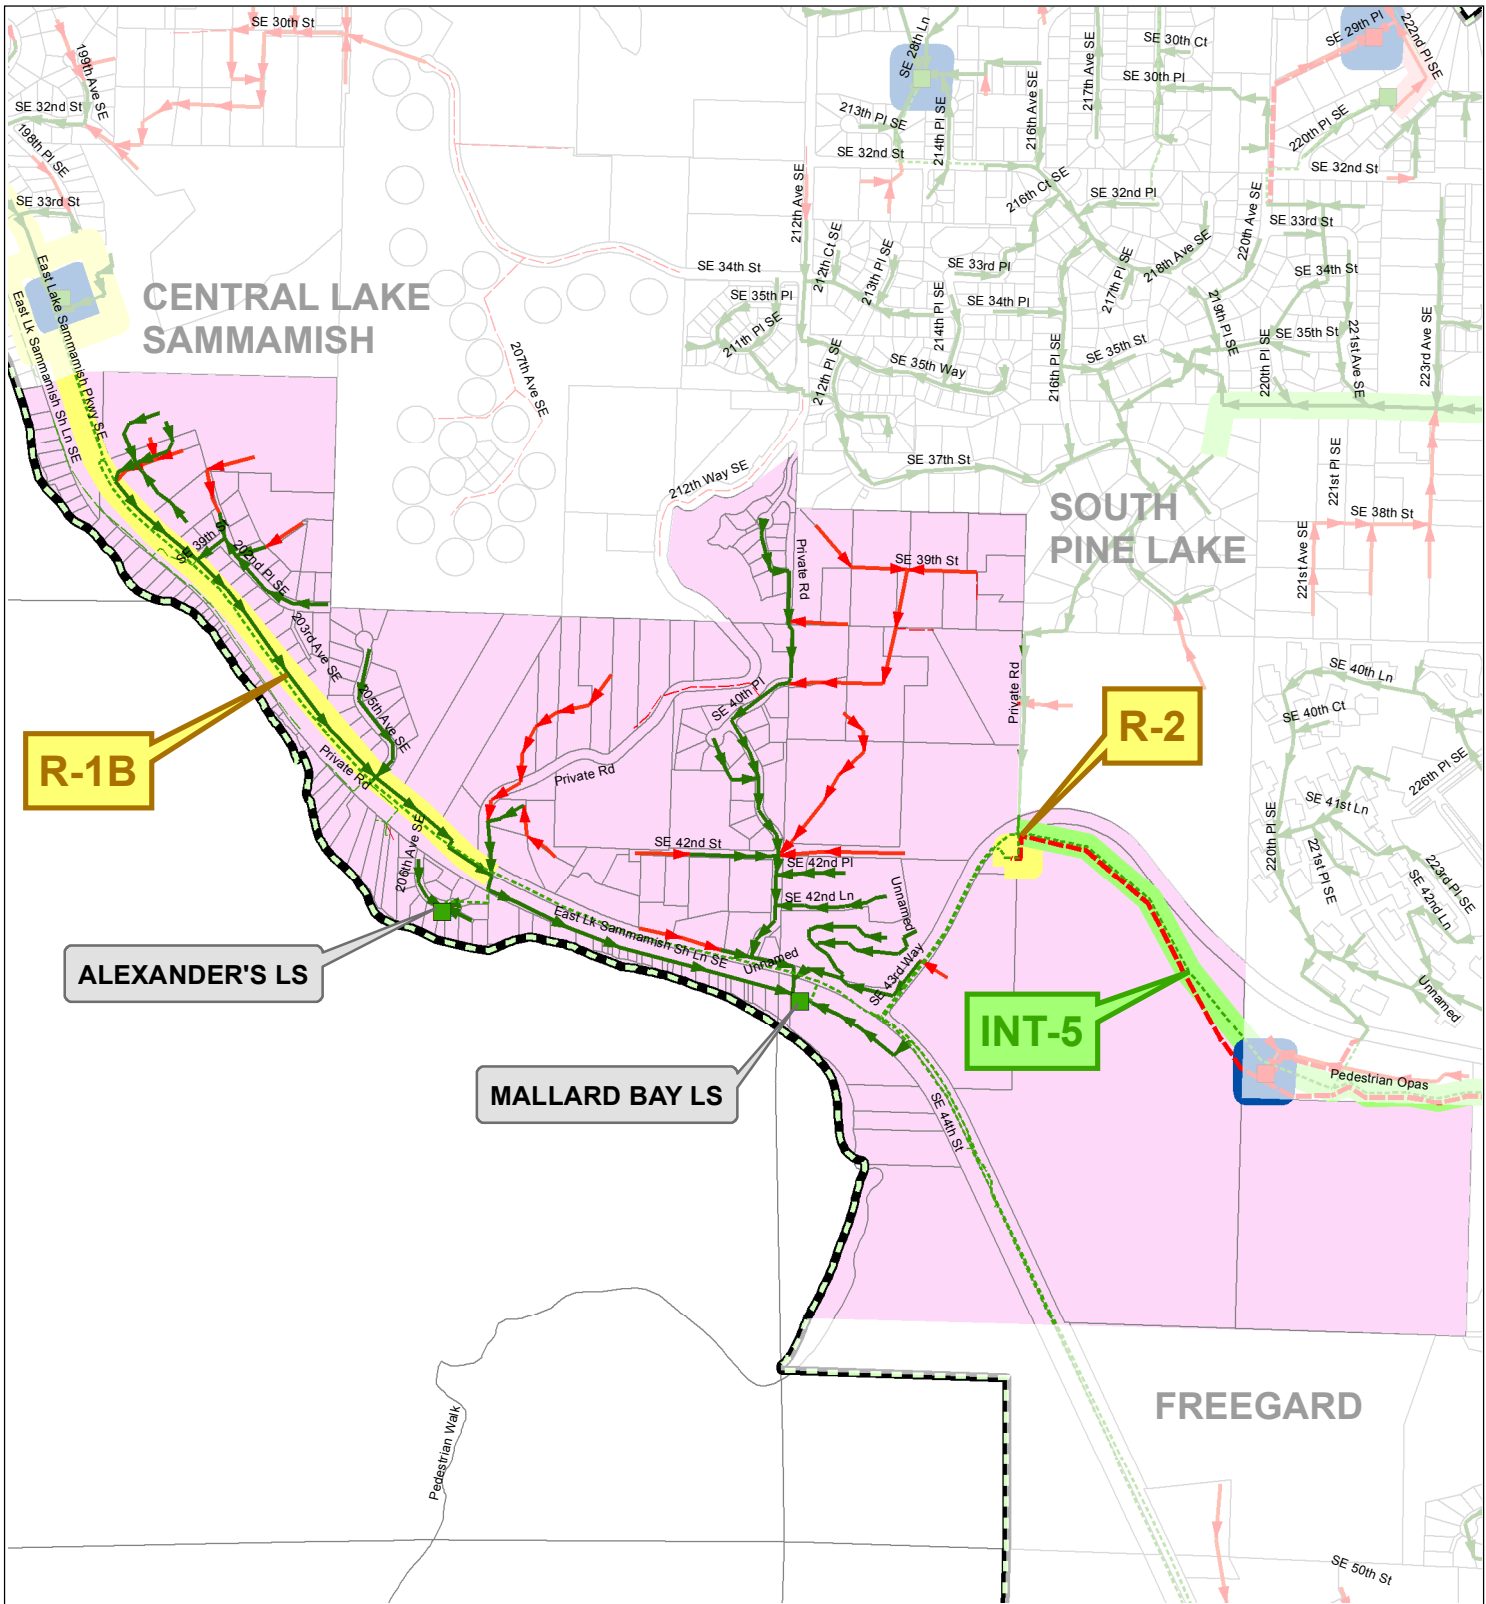 SE 30th St
199th Ave SE
SE 32nd St
198th Pl SE
SE 33rd St
East Lake Sammamish Pkwy SE
East Lk Sammamish Sh Ln SE
CENTRAL LAKE
SAMMAMISH
SE 28th Ln
213th Pl SE
214th Pl SE
SE 32nd St
216th Ave SE
217th Ave SE
SE 30th Ct
SE 30th Pl
SE 29th Pl
222nd Pl SE
220th Pl SE
SE 32nd St
212th Ave SE
216th Ct SE
SE 32nd Pl
220th Ave SE
SE 33rd St
212th Ct SE
213th Pl SE
SE 33rd Pl
217th Pl SE
218th Ave SE
SE 34th St
SE 34th St
SE 35th Pl
211th Pl SE
214th Pl SE
SE 34th Pl
219th Pl SE
SE 35th St
221st Ave SE
223rd Ave SE
207th Ave SE
212th Pl SE
SE 35th Way
216th Pl SE
SE 35th St
220th Pl SE
SE 37th St
212th Way SE
221st Pl SE
SE 38th St
221st Ave SE
SOUTH
PINE LAKE
SE 39th St
202nd Pl SE
203rd Ave SE
205th Ave SE
Private Rd
SE 39th St
Private Rd
SE 40th Pl
SE 40th Ln
SE 40th Ct
R-2
R-1B
Private Rd
Private Rd
226th Pl SE
SE 41st Ln
220th Pl SE
221st Pl SE
223rd Pl SE
SE 42nd Ln
206th Ave SE
SE 42nd St
SE 42nd Pl
SE 42nd Ln
Unnamed
East Lk Sammamish Sh Ln SE
Unnamed
SE 43rd Way
ALEXANDER'S LS
INT-5
Unnamed
MALLARD BAY LS
Pedestrian Opas
SE 44th St
FREEGARD
Pedestrian Walk
SE 50th St